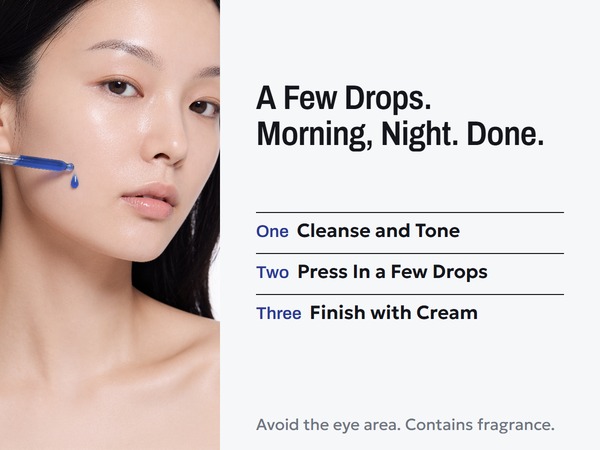 A Few Drops.
Morning, Night. Done.
One Cleanse and Tone
Two Press In a Few Drops
Three Finish with Cream
Avoid the eye area. Contains fragrance.